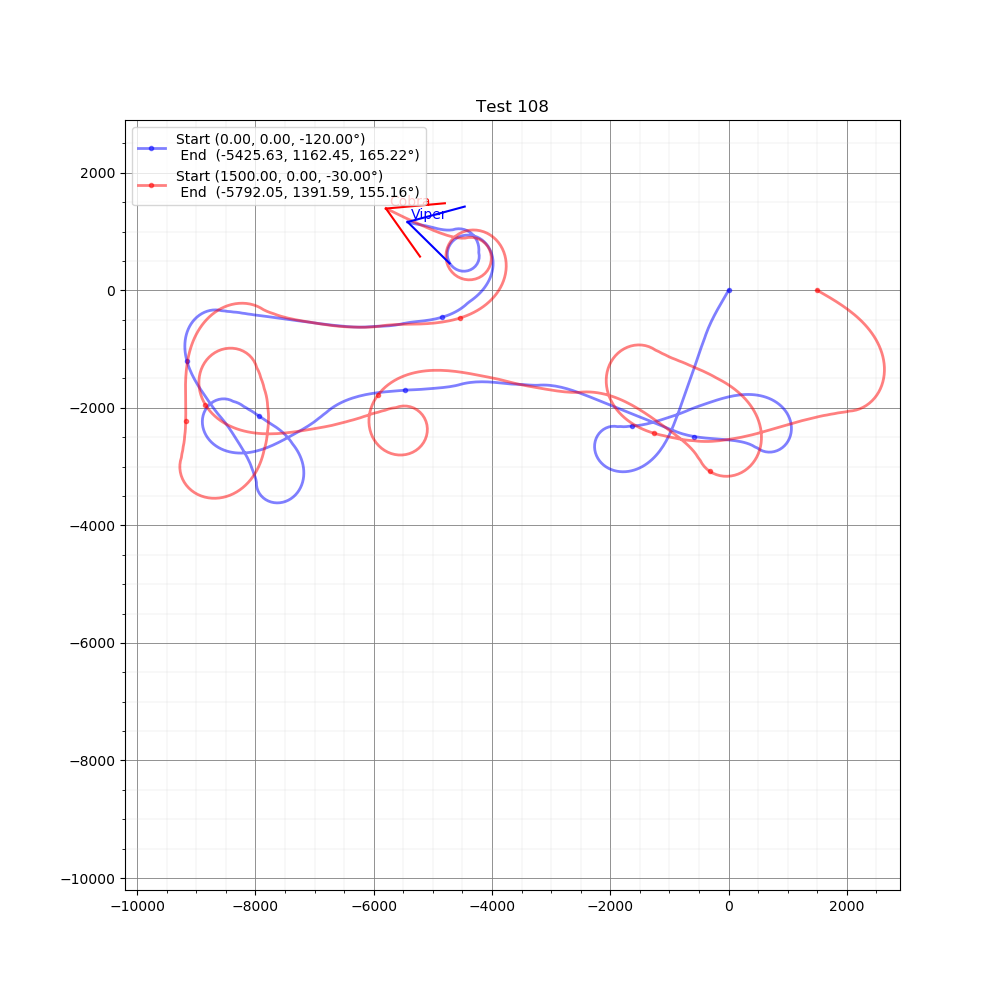 Test 108
Start (0.00, 0.00, -120.00°)
End (-5425.63, 1162.45, 165.22°)
Start (1500.00, 0.00, -30.00°)
End (-5792.05, 1391.59, 155.16°)
Cobra
Viper
2000
0
−2000
−4000
−6000
−8000
−10000
−10000 −8000 −6000 −4000 −2000 0 2000